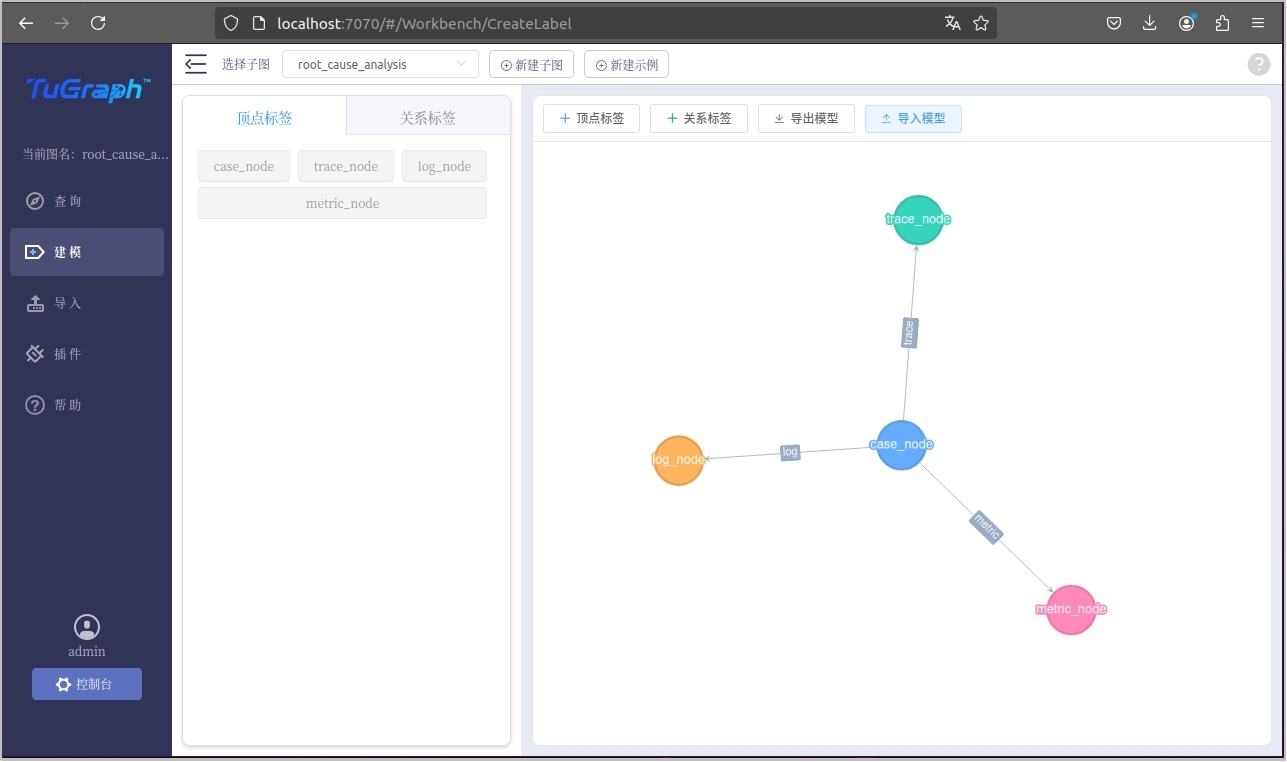 localhost:7070/#/Workbench/CreateLabel
TuGraph™
选择子图 root_cause_analysis 新建子图 新建示例 ?
当前图名: root_cause_a...
查询
建模
导入
插件
帮助
admin
控制台
顶点标签 关系标签
case_node trace_node log_node
metric_node
+ 顶点标签 + 关系标签 导出模型 导入模型
trace_node
trace
case_node
log
log_node
metric
metric_node